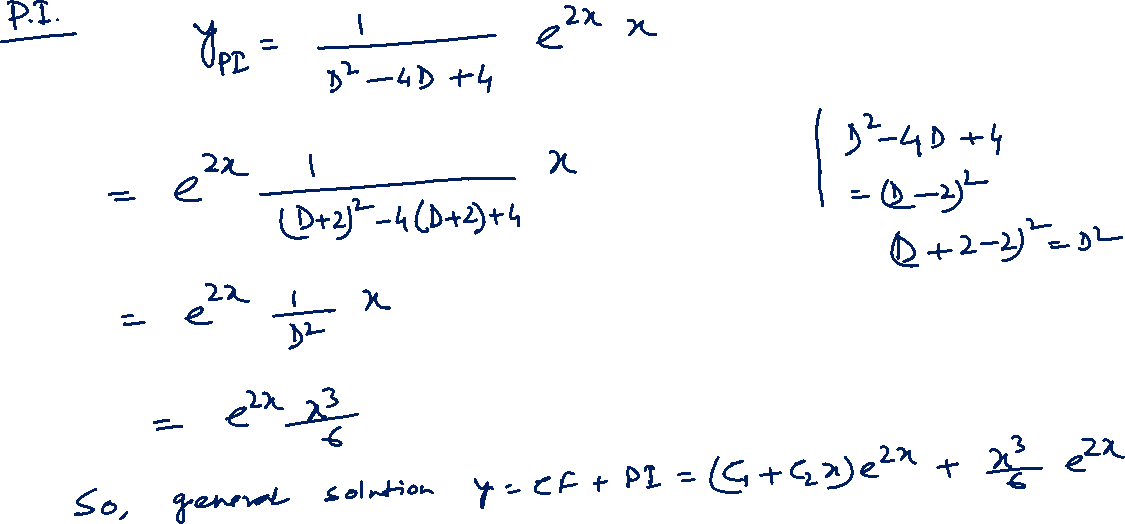 P.I.
y_PI = 1/(D² - 4D + 4) e^{2x} x
= e^{2x} 1/((D+2)² - 4(D+2) + 4) x
| D² - 4D + 4
= (D - 2)²
(D + 2 - 2)² = D²
= e^{2x} 1/D² x
= e^{2x} x³/6
So, general solution y = CF + PI = (C₁ + C₂ x) e^{2x} + x³/6 e^{2x}